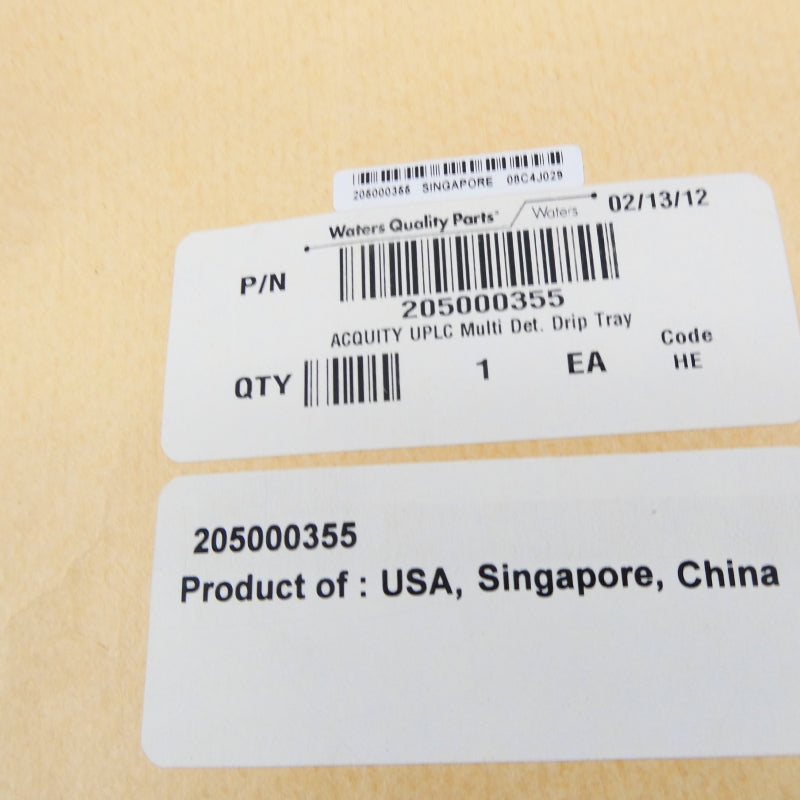 205000355 SINGAPORE 08C4J029
Waters Quality Parts™ Waters 02/13/12
P/N
205000355
ACQUITY UPLC Multi Det. Drip Tray
QTY 1 EA Code
HE
205000355
Product of : USA, Singapore, China